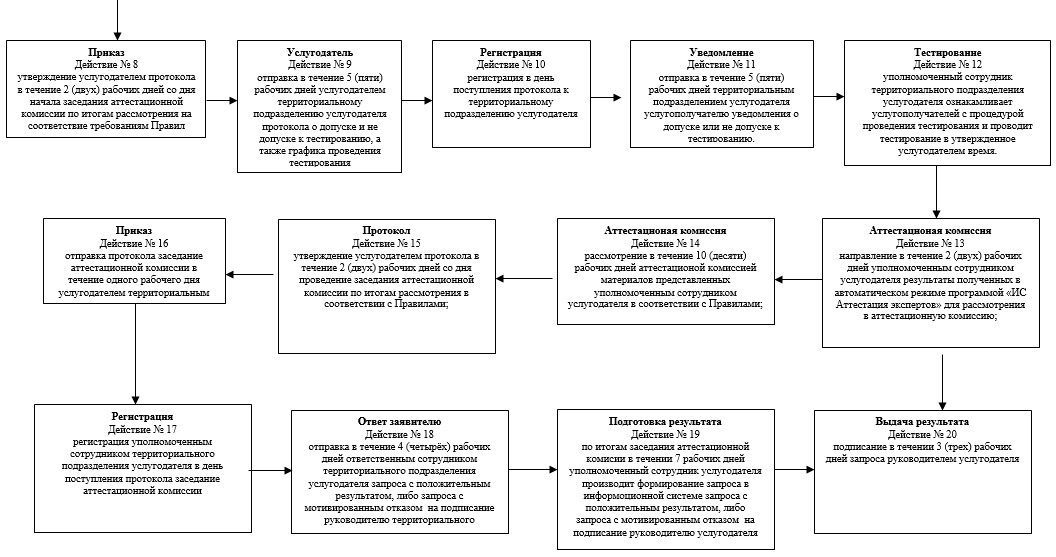 Приказ
Действие № 8
утверждение услугодателем протокола
в течение 2 (двух) рабочих дней со дня
начала заседания аттестационной
комиссии по итогам рассмотрения на
соответствие требованиям Правил
Услугодатель
Действие № 9
отправка в течение 5 (пяти)
рабочих дней услугодателем
территориальному
подразделению услугодателя
протокола о допуске и не
допуске к тестированию, а
также графика проведения
тестирования
Регистрация
Действие № 10
регистрация в день
поступления протокола к
территориальному
подразделению услугодателя
Уведомление
Действие № 11
отправка в течение 5 (пяти)
рабочих дней территориальным
подразделением услугодателя
услугополучателю уведомления о
допуске или не допуске к
тестированию.
Тестирование
Действие № 12
уполномоченный сотрудник
территориального подразделения
услугодателя ознакамливает
услугополучателей с процедурой
проведения тестирования и проводит
тестирование в утвержденное
услугодателем время.
Приказ
Действие № 16
отправка протокола заседание
аттестационной комиссии в
течение одного рабочего дня
услугодателем территориальным
Протокол
Действие № 15
утверждение услугодателем протокола в
течение 2 (двух) рабочих дней со дня
проведение заседания аттестационной
комиссии по итогам рассмотрения в
соответствии с Правилами;
Аттестационая комиссия
Действие № 14
рассмотрение в течение 10 (десяти)
рабочих дней аттестационой комиссией
материалов представленных
уполномоченным сотрудником
услугодателя в соответствии с Правилами;
Аттестационая комиссия
Действие № 13
направление в течение 2 (двух) рабочих
дней уполномоченным сотрудником
услугодателя результаты полученных в
автоматическом режиме программой «ИС
Аттестация экспертов» для рассмотрения
в аттестационную комиссию;
Регистрация
Действие № 17
регистрация уполномоченным
сотрудником территориального
подразделения услугодателя в день
поступления протокола заседание
аттестационной комиссии
Ответ заявителю
Действие № 18
отправка в течение 4 (четырёх) рабочих
дней ответственным сотрудником
территориального подразделения
услугодателя запроса с положительным
результатом, либо запроса с
мотивированным отказом на подписание
руководителю территориального
Подготовка результата
Действие № 19
по итогам заседания аттестационной
комиссии в течении 7 рабочих дней
уполномоченный сотрудник услугодателя
производит формирование запроса в
информоционной системе запроса с
положительным результатом, либо
запроса с мотивированным отказом на
подписание руководителю услугодателя
Выдача результата
Действие № 20
подписание в течении 3 (трех) рабочих
дней запроса руководителем услугодателя